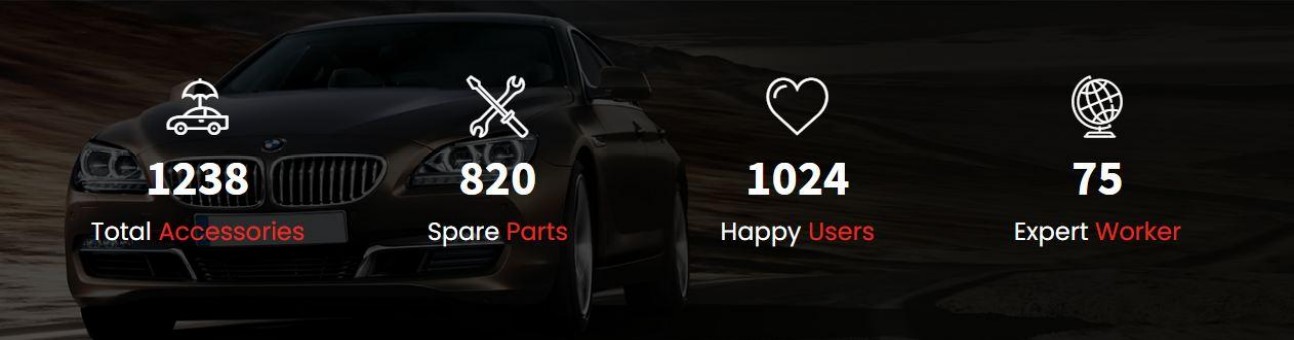 1238
Total Accessories
820
Spare Parts
1024
Happy Users
75
Expert Worker